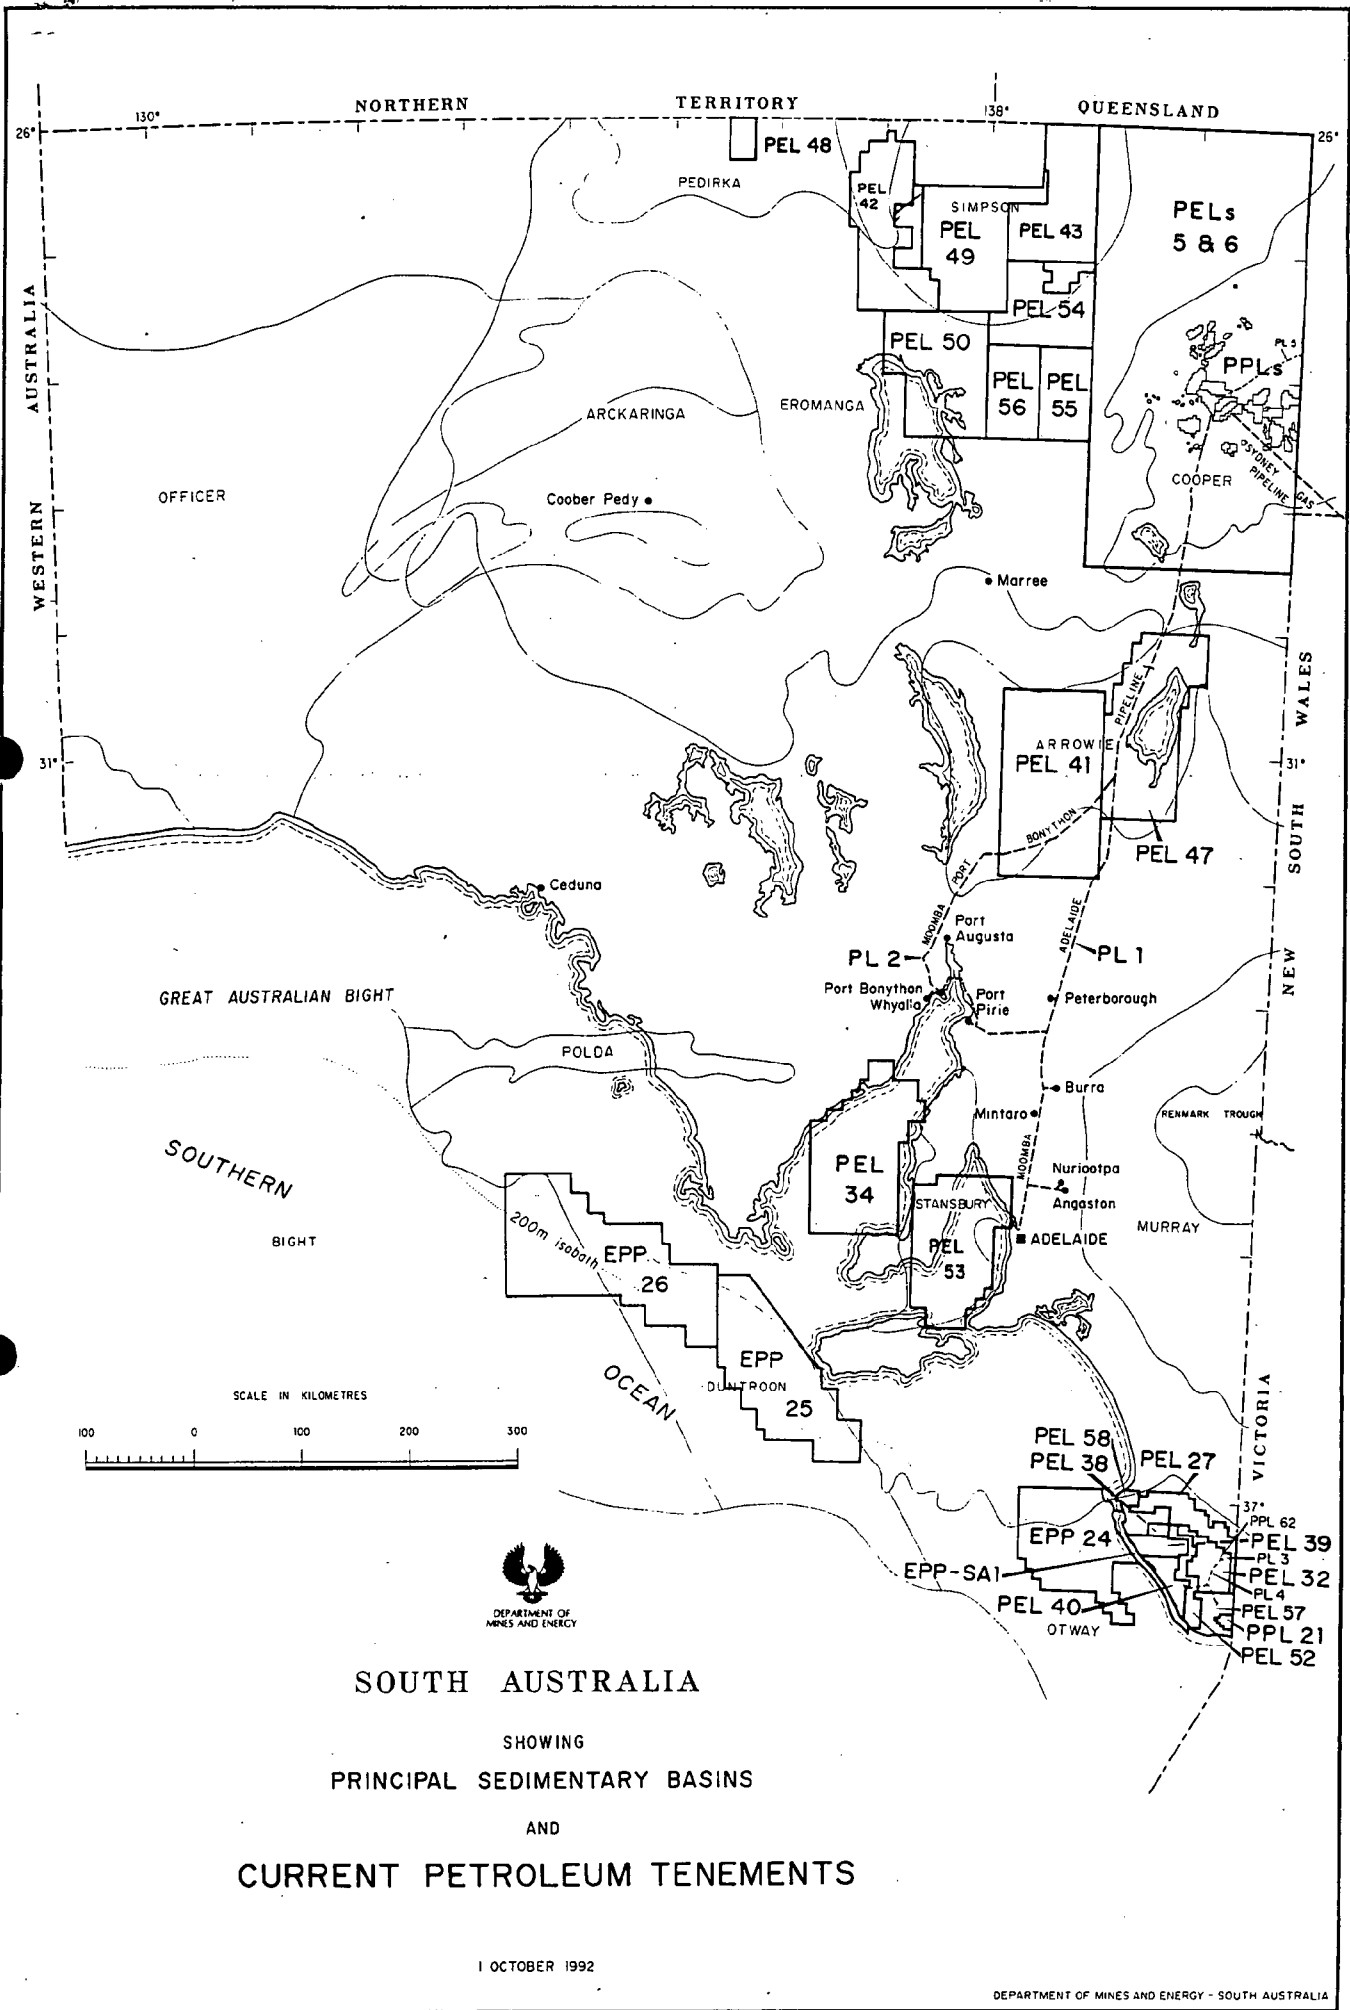 NORTHERN TERRITORY QUEENSLAND
130° 138°
26° 26°
PEL 48
PEDIRKA
PEL
42
SIMPSON
PEL
49
PEL 43
PELs
5 & 6
PEL 54
PEL 50
PL 5
PPLs
PEL
56
PEL
55
WESTERN AUSTRALIA
ARCKARINGA
EROMANGA
OFFICER
Coober Pedy
COOPER
SYDNEY
PIPELINE GAS
Marree
PIPELINE
ARROWIE
PEL 41
31° 31°
BONYTHON
PEL 47
PORT
MOOMBA
ADELAIDE
NEW SOUTH WALES
Ceduna
Port
Augusta
PL 2
PL 1
GREAT AUSTRALIAN BIGHT
Port Bonython
Whyalla
Port
Pirie
Peterborough
POLDA
Burra
Mintaro
RENMARK TROUGH
SOUTHERN
PEL
34
MOOMBA
Nuriootpa
Angaston
STANSBURY
MURRAY
BIGHT
200m isobath
EPP
26
PEL
53
ADELAIDE
OCEAN
EPP
DUNTROON
25
SCALE IN KILOMETRES
100 0 100 200 300
VICTORIA
PEL 58
PEL 38
PEL 27
37°
PPL 62
EPP 24
PEL 39
PL 3
EPP-SA1
PEL 32
PL 4
PEL 40
PEL 57
OTWAY
PPL 21
PEL 52
DEPARTMENT OF
MINES AND ENERGY
SOUTH AUSTRALIA
SHOWING
PRINCIPAL SEDIMENTARY BASINS
AND
CURRENT PETROLEUM TENEMENTS
1 OCTOBER 1992
DEPARTMENT OF MINES AND ENERGY - SOUTH AUSTRALIA